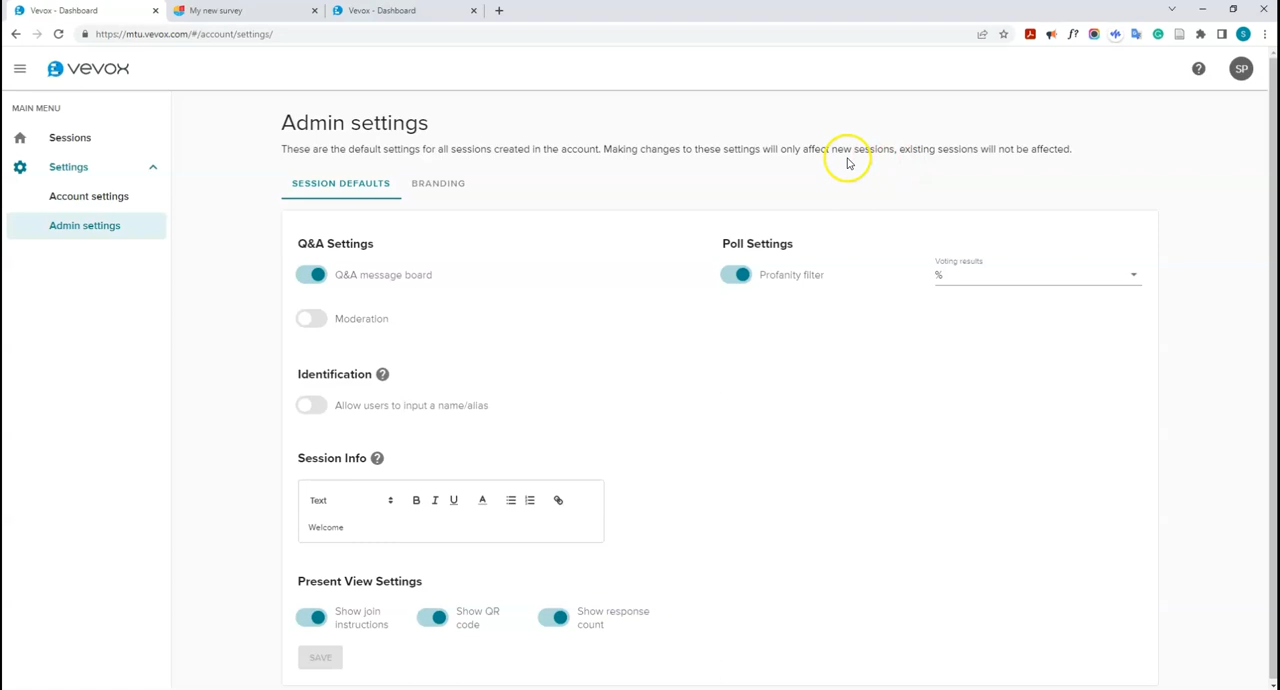 Vevox - Dashboard
My new survey
Vevox - Dashboard
https://mtu.vevox.com/#/account/settings/
f?
S
vevox
SP
MAIN MENU
Sessions
Settings
Account settings
Admin settings
Admin settings
These are the default settings for all sessions created in the account. Making changes to these settings will only affect new sessions, existing sessions will not be affected.
SESSION DEFAULTS
BRANDING
Q&A Settings
Q&A message board
Moderation
Poll Settings
Profanity filter
Voting results
%
Identification
Allow users to input a name/alias
Session Info
Text
B I U A
Welcome
Present View Settings
Show join
instructions
Show QR
code
Show response
count
SAVE